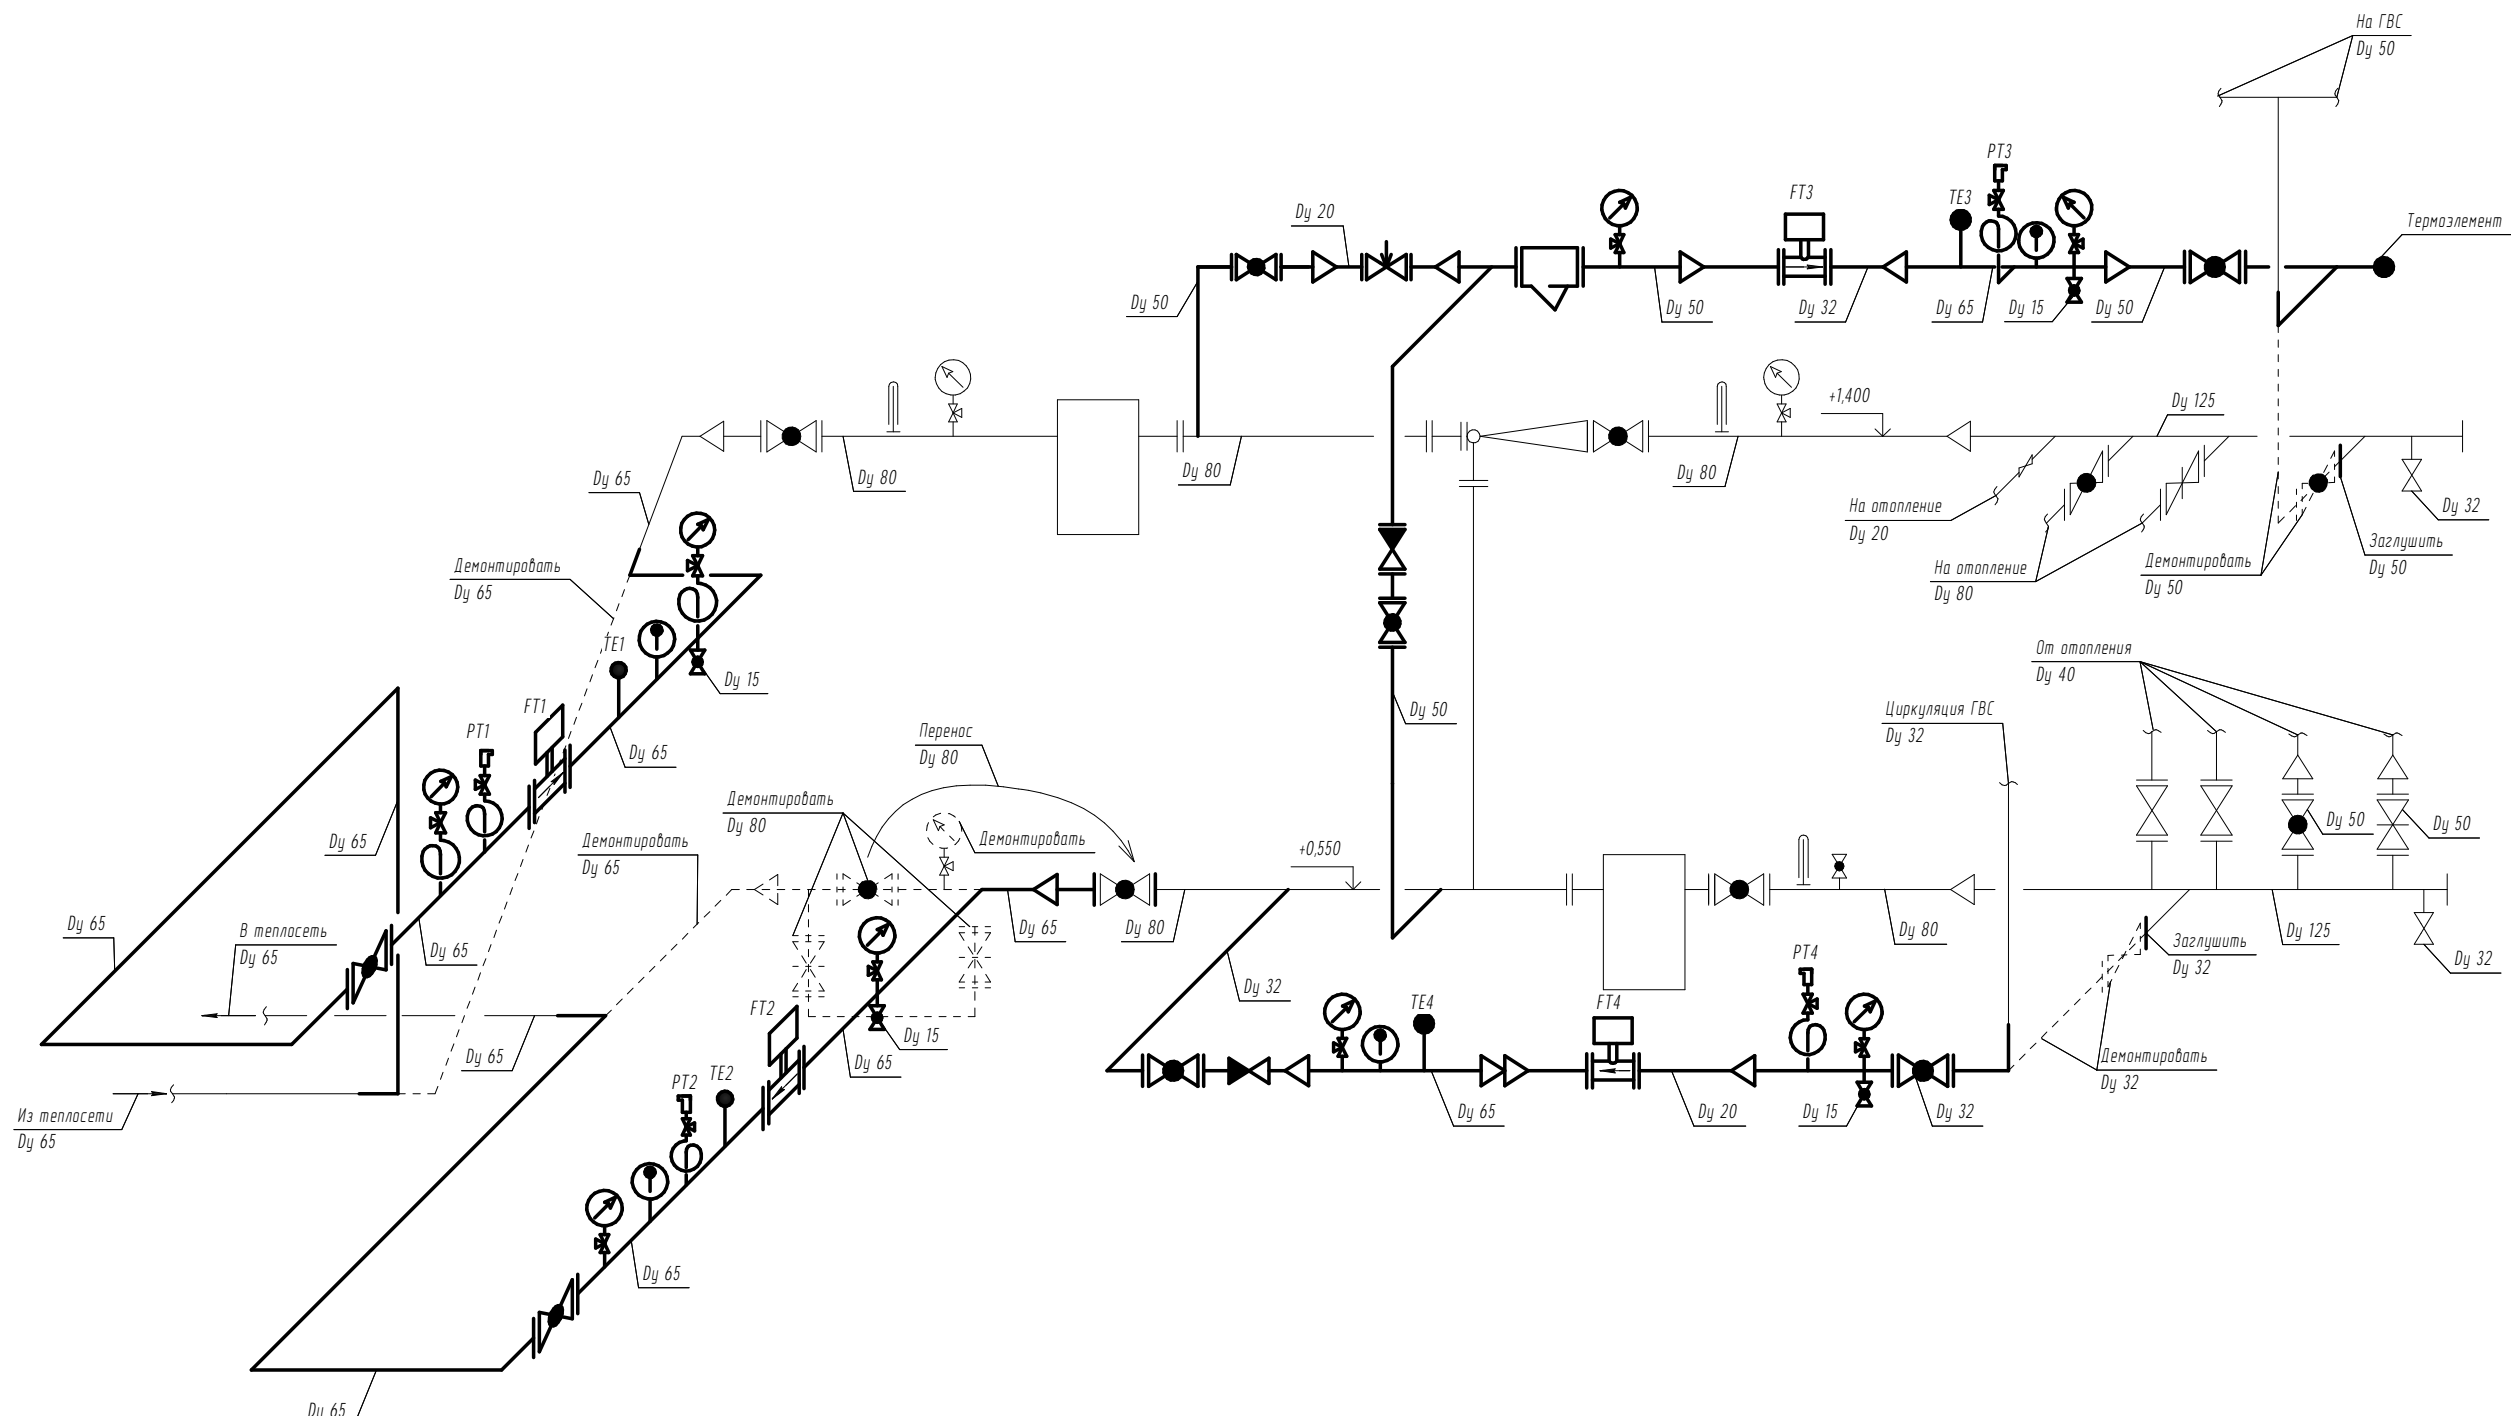 На ГВС
Dy 50
PT3
FT3
TE3
Dy 20
Термоэлемент
Dy 50
Dy 50
Dy 32
Dy 65
Dy 15
Dy 50
+1,400
Dy 125
Dy 65
Dy 80
Dy 80
Dy 80
На отопление
Dy 20
Dy 32
Заглушить
Dy 50
На отопление
Dy 80
Демонтировать
Dy 50
Демонтировать
Dy 65
TE1
Dy 15
От отопления
Dy 40
FT1
PT1
Dy 65
Dy 50
Циркуляция ГВС
Dy 32
Перенос
Dy 80
Демонтировать
Dy 80
Демонтировать
Dy 65
Демонтировать
Dy 50
Dy 50
Dy 65
+0,550
Dy 65
В теплосеть
Dy 65
Dy 65
Dy 65
Dy 80
Dy 80
Dy 125
Заглушить
Dy 32
Dy 32
Dy 32
PT4
FT2
TE4
FT4
Dy 15
Dy 65
Dy 65
Демонтировать
Dy 32
PT2
TE2
Из теплосети
Dy 65
Dy 65
Dy 20
Dy 15
Dy 32
Dy 65
Dy 65